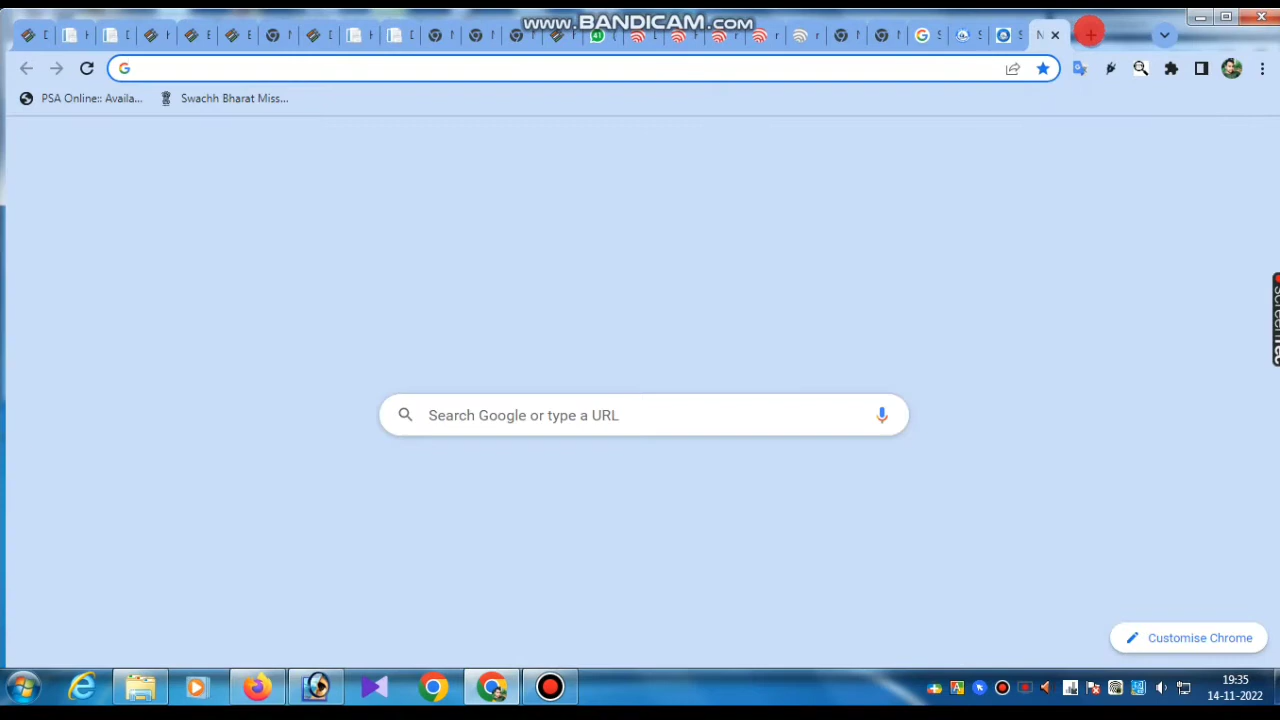 www.BANDICAM.com
41
PSA Online:: Availa...
Swachh Bharat Miss...
Search Google or type a URL
Customise Chrome
19:35
14-11-2022